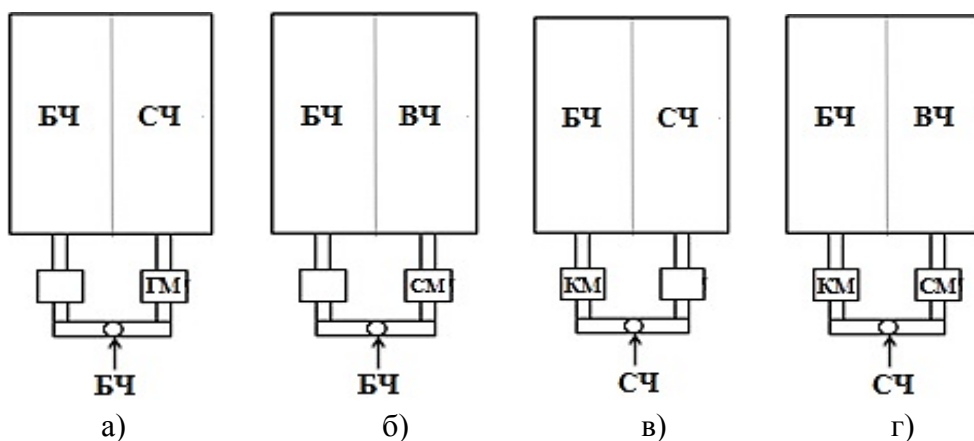 БЧ СЧ БЧ ВЧ БЧ СЧ БЧ ВЧ
ГМ СМ КМ КМ СМ
БЧ БЧ СЧ СЧ
а) б) в) г)